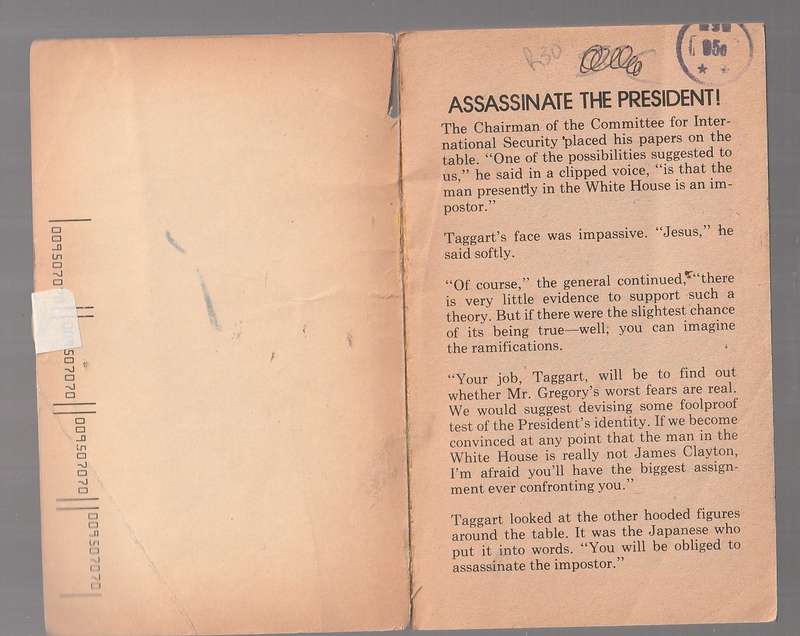 009507070
009507070
009507070
009507070
R30
95¢
ASSASSINATE THE PRESIDENT!
The Chairman of the Committee for Inter-
national Security placed his papers on the
table. “One of the possibilities suggested to
us,” he said in a clipped voice, “is that the
man presently in the White House is an im-
postor.”
Taggart’s face was impassive. “Jesus,” he
said softly.
“Of course,” the general continued, “there
is very little evidence to support such a
theory. But if there were the slightest chance
of its being true—well, you can imagine
the ramifications.
“Your job, Taggart, will be to find out
whether Mr. Gregory’s worst fears are real.
We would suggest devising some foolproof
test of the President’s identity. If we become
convinced at any point that the man in the
White House is really not James Clayton,
I’m afraid you’ll have the biggest assign-
ment ever confronting you.”
Taggart looked at the other hooded figures
around the table. It was the Japanese who
put it into words. “You will be obliged to
assassinate the impostor.”